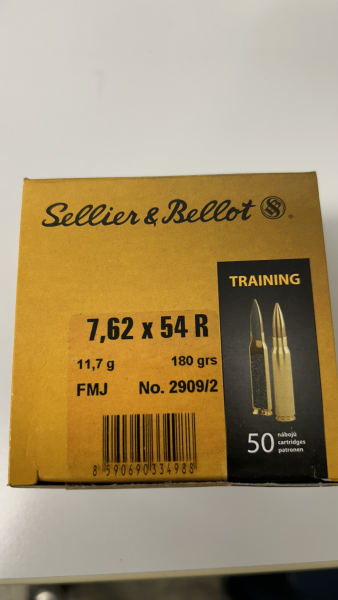 Sellier & Bellot SB ®
TRAINING
7,62 x 54 R
11,7 g 180 grs
FMJ No. 2909/2
8 590690 334988
50 nábojů
cartridges
patronen